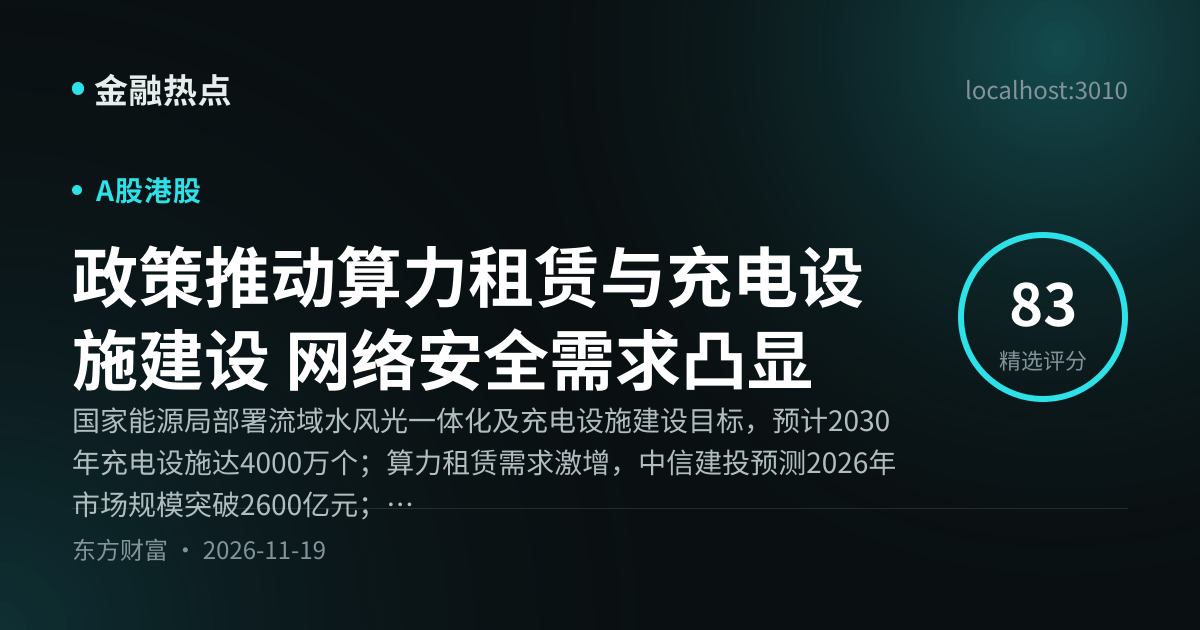 金融热点
localhost:3010
A股港股
政策推动算力租赁与充电设
施建设 网络安全需求凸显
83
精选评分
国家能源局部署流域水风光一体化及充电设施建设目标，预计2030
年充电设施达4000万个；算力租赁需求激增，中信建投预测2026年
市场规模突破2600亿元；…
东方财富 · 2026-11-19